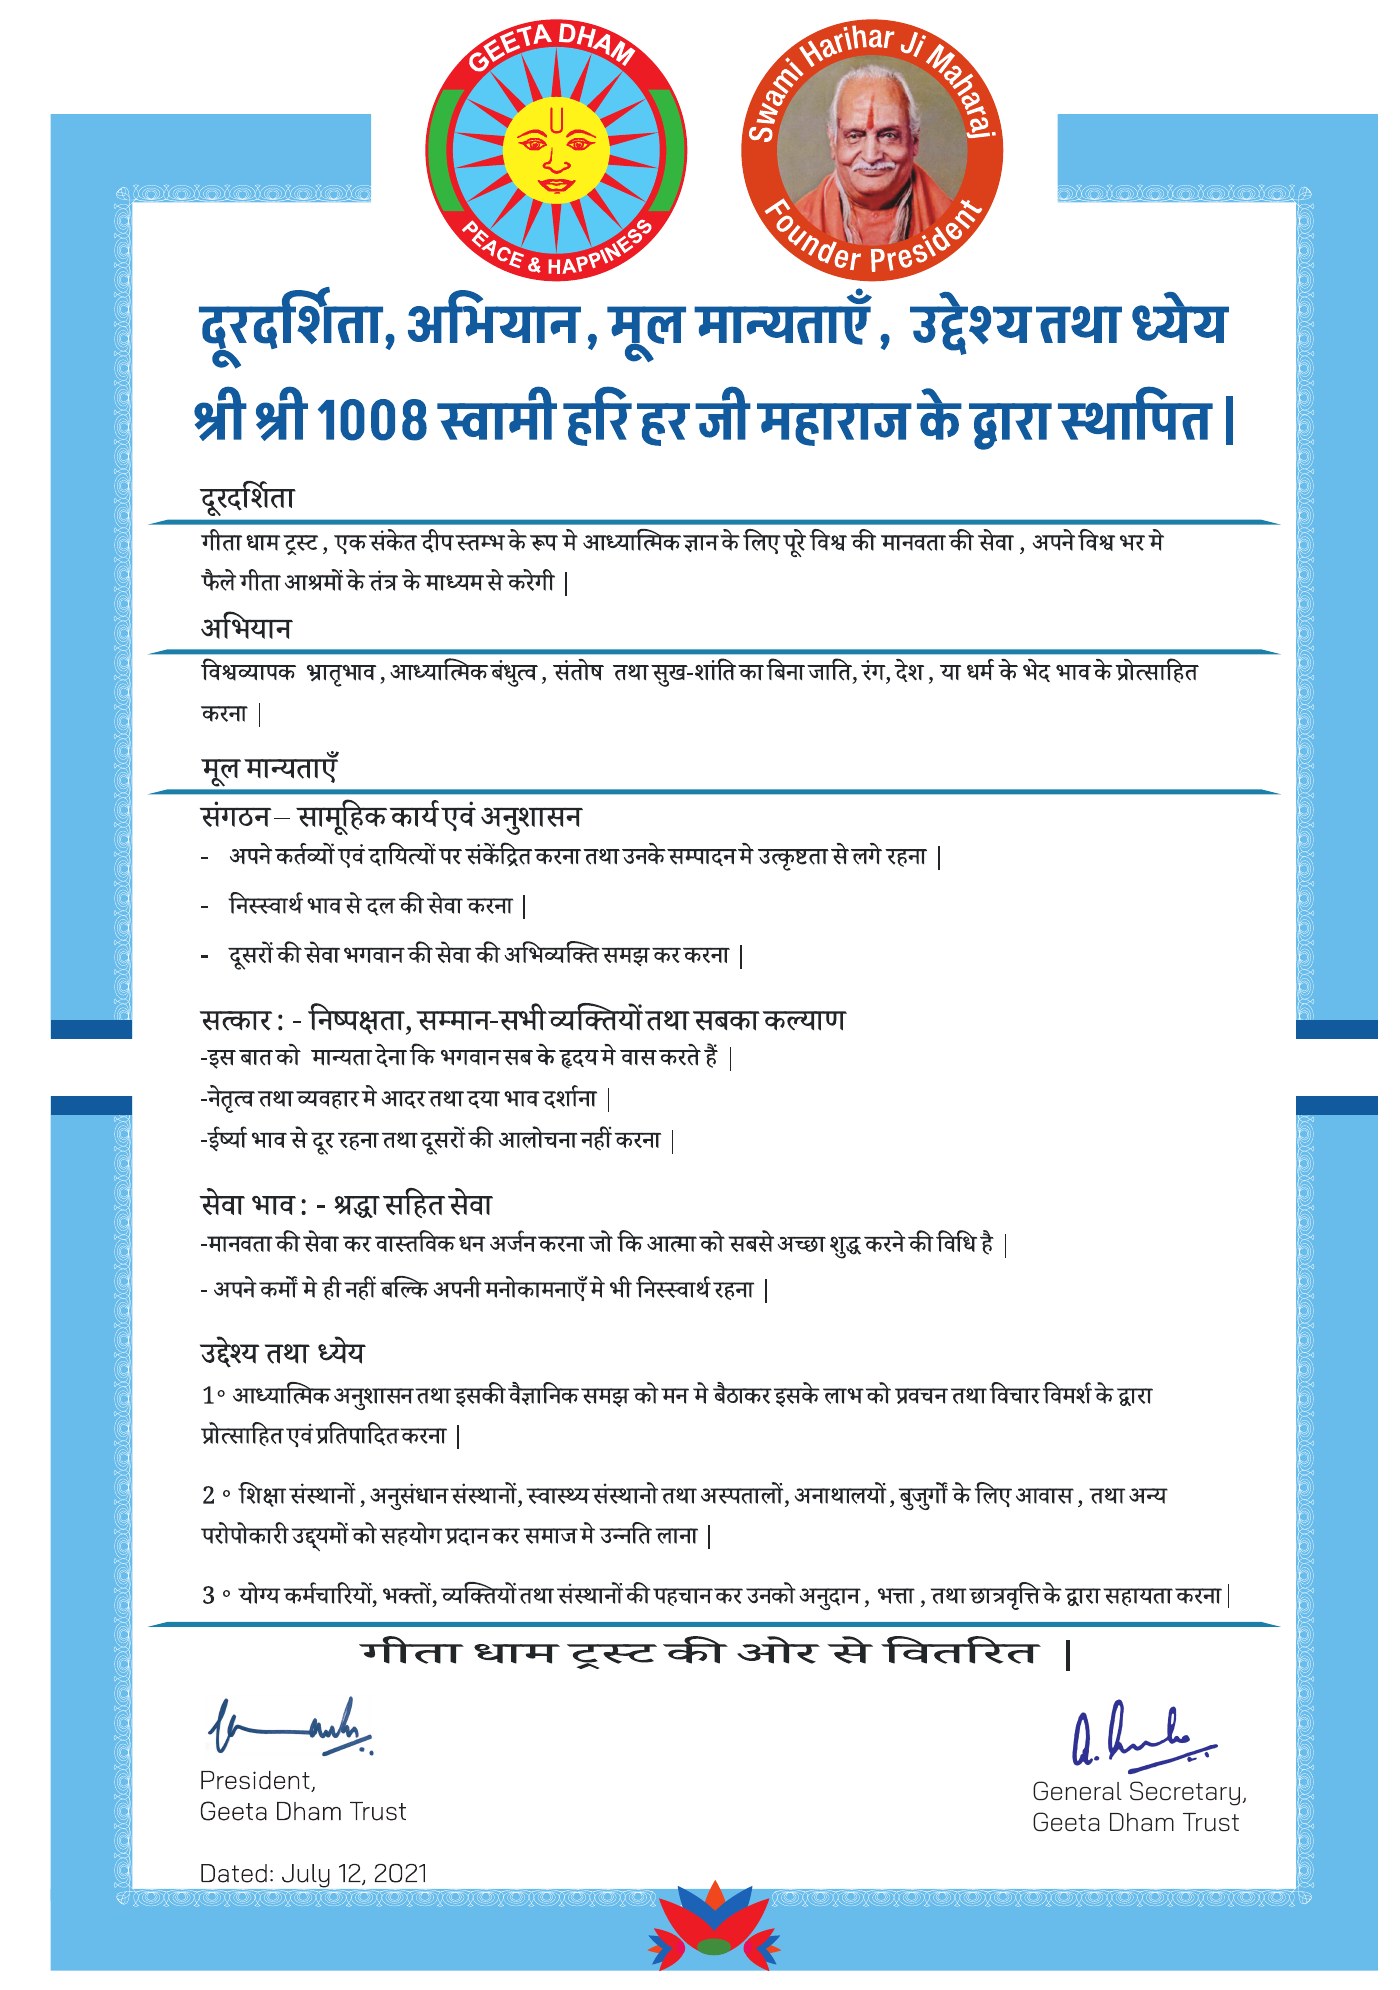 GEETA DHAM
PEACE & HAPPINESS
Swami Harihar Ji Maharaj
Founder President
दूरदर्शिता, अभियान , मूल मान्यताएँ , उद्देश्य तथा ध्येय
श्री श्री 1008 स्वामी हरि हर जी महाराज के द्वारा स्थापित |
दूरदर्शिता
गीता धाम ट्रस्ट , एक संकेत दीप स्तम्भ के रूप मे आध्यात्मिक ज्ञान के लिए पूरे विश्व की मानवता की सेवा , अपने विश्व भर मे
फैले गीता आश्रमों के तंत्र के माध्यम से करेगी |
अभियान
विश्वव्यापक भ्रातृभाव , आध्यात्मिक बंधुत्व , संतोष तथा सुख-शांति का बिना जाति, रंग, देश , या धर्म के भेद भाव के प्रोत्साहित
करना |
मूल मान्यताएँ
संगठन – सामूहिक कार्य एवं अनुशासन
- अपने कर्तव्यों एवं दायित्यों पर संकेंद्रित करना तथा उनके सम्पादन मे उत्कृष्टता से लगे रहना |
- निस्स्वार्थ भाव से दल की सेवा करना |
- दूसरों की सेवा भगवान की सेवा की अभिव्यक्ति समझ कर करना |
सत्कार : - निष्पक्षता, सम्मान-सभी व्यक्तियों तथा सबका कल्याण
-इस बात को मान्यता देना कि भगवान सब के हृदय मे वास करते हैं |
-नेतृत्व तथा व्यवहार मे आदर तथा दया भाव दर्शाना |
-ईर्ष्या भाव से दूर रहना तथा दूसरों की आलोचना नहीं करना |
सेवा भाव : - श्रद्धा सहित सेवा
-मानवता की सेवा कर वास्तविक धन अर्जन करना जो कि आत्मा को सबसे अच्छा शुद्ध करने की विधि है |
- अपने कर्मों मे ही नहीं बल्कि अपनी मनोकामनाएँ मे भी निस्स्वार्थ रहना |
उद्देश्य तथा ध्येय
1॰ आध्यात्मिक अनुशासन तथा इसकी वैज्ञानिक समझ को मन मे बैठाकर इसके लाभ को प्रवचन तथा विचार विमर्श के द्वारा
प्रोत्साहित एवं प्रतिपादित करना |
2 ॰ शिक्षा संस्थानों , अनुसंधान संस्थानों, स्वास्थ्य संस्थानो तथा अस्पतालों, अनाथालयों , बुजुर्गों के लिए आवास , तथा अन्य
परोपोकारी उद्द्यमों को सहयोग प्रदान कर समाज मे उन्नति लाना |
3 ॰ योग्य कर्मचारियों, भक्तों, व्यक्तियों तथा संस्थानों की पहचान कर उनको अनुदान , भत्ता , तथा छात्रवृत्ति के द्वारा सहायता करना |
गीता धाम ट्रस्ट की ओर से वितरित |
President,
Geeta Dham Trust
General Secretary,
Geeta Dham Trust
Dated: July 12, 2021